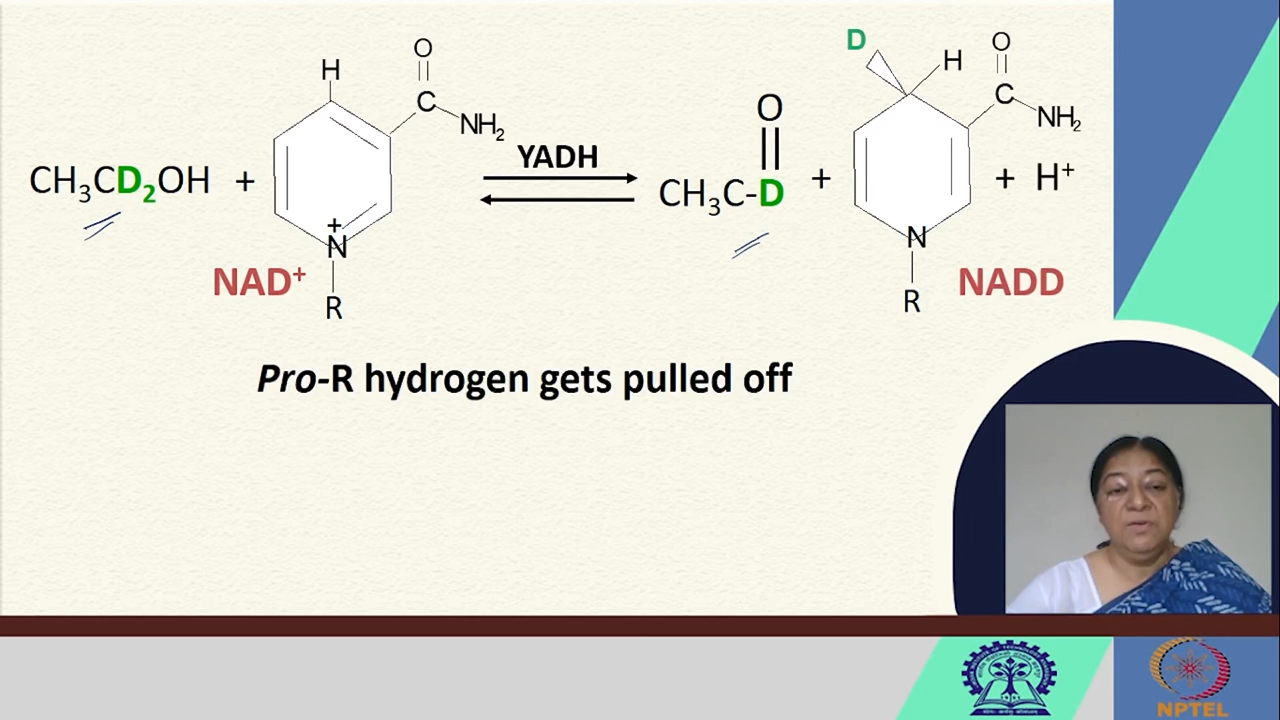 O
H
C
NH₂
CH₃CD₂OH +
+
N
NAD⁺
R
YADH
O
CH₃C-D
+
D
H
O
C
NH₂
N
R
+ H⁺
NADD
Pro-R hydrogen gets pulled off
NPTEL